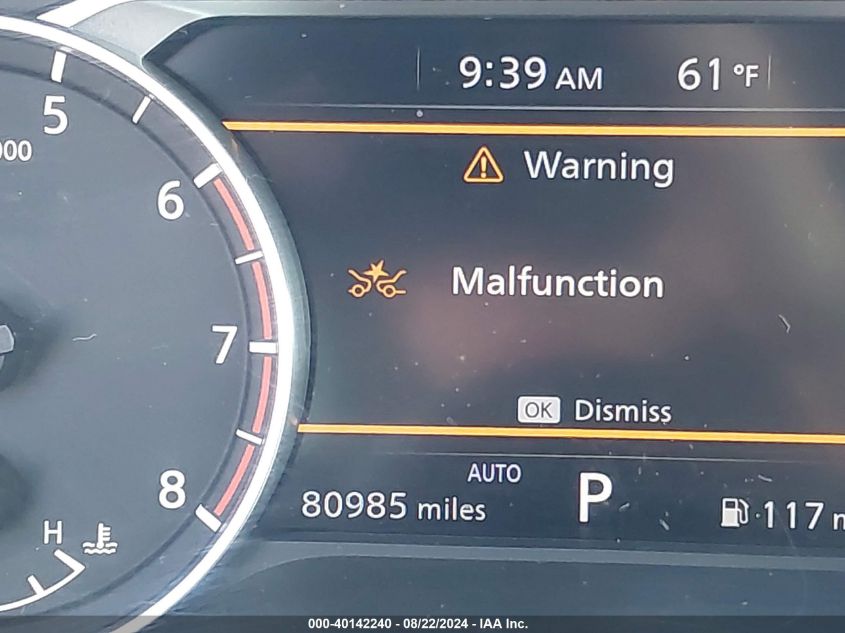 9:39 AM 61°F
5
000
Warning
6
Malfunction
7
OK Dismiss
AUTO
8
80985 miles P 117 m
H
000-40142240 - 08/22/2024 - IAA Inc.